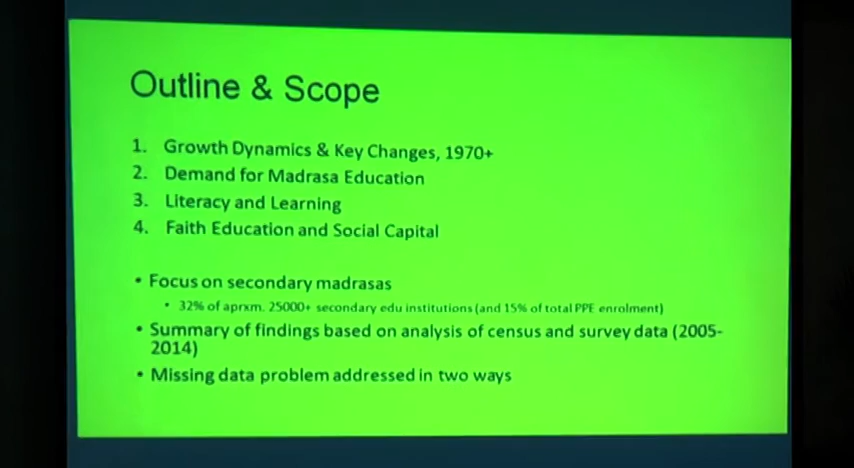 Outline & Scope
1. Growth Dynamics & Key Changes, 1970+
2. Demand for Madrasa Education
3. Literacy and Learning
4. Faith Education and Social Capital
• Focus on secondary madrasas
• 32% of aprxm. 25000+ secondary edu institutions (and 15% of total PPE enrolment)
• Summary of findings based on analysis of census and survey data (2005-
2014)
• Missing data problem addressed in two ways